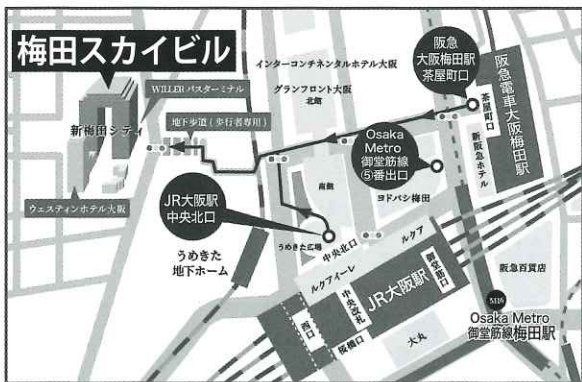 梅田スカイビル
WILLERバスターミナル
地下歩道(歩行者専用)
新梅田シティ
ウェスティンホテル大阪
インターコンチネンタルホテル大阪
グランフロント大阪
北館
阪急
大阪梅田駅
茶屋町口
阪急電車大阪梅田駅
茶屋町口
新阪急ホテル
Osaka
Metro
御堂筋線
⑤番出口
ヨドバシ梅田
南館
JR大阪駅
中央北口
うめきた広場
うめきた
地下ホーム
中央北口
ルクア
ルクアイーレ
JR大阪駅
御堂筋口
中央改札
西口
桜橋口
大丸
阪急百貨店
M16
Osaka Metro
御堂筋線梅田駅